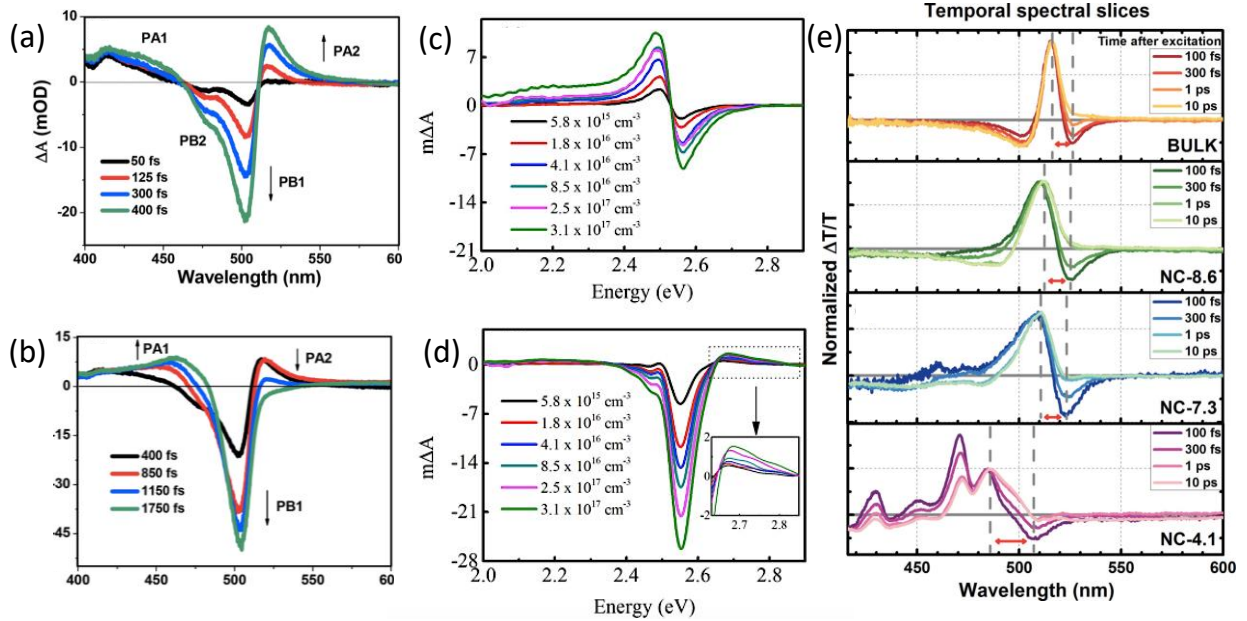 (a)
PA1
PA2
PB2
PB1
50 fs
125 fs
300 fs
400 fs
ΔA (mOD)
10
0
-10
-20
400
450
500
550
60
Wavelength (nm)
(b)
PA1
PA2
PB1
400 fs
850 fs
1150 fs
1750 fs
15
0
-15
-30
-45
400
450
500
550
60
Wavelength (nm)
(c)
mΔA
7
0
-7
-14
-21
5.8 x 10¹⁵ cm⁻³
1.8 x 10¹⁶ cm⁻³
4.1 x 10¹⁶ cm⁻³
8.5 x 10¹⁶ cm⁻³
2.5 x 10¹⁷ cm⁻³
3.1 x 10¹⁷ cm⁻³
2.0
2.2
2.4
2.6
2.8
Energy (eV)
(d)
mΔA
0
-7
-14
-21
-28
5.8 x 10¹⁵ cm⁻³
1.8 x 10¹⁶ cm⁻³
4.1 x 10¹⁶ cm⁻³
8.5 x 10¹⁶ cm⁻³
2.5 x 10¹⁷ cm⁻³
3.1 x 10¹⁷ cm⁻³
2
1
0
-2
2.7
2.8
2.0
2.2
2.4
2.6
2.8
Energy (eV)
(e)
Temporal spectral slices
Time after excitation
100 fs
300 fs
1 ps
10 ps
BULK
100 fs
300 fs
1 ps
10 ps
NC-8.6
100 fs
300 fs
1 ps
10 ps
NC-7.3
100 fs
300 fs
1 ps
10 ps
NC-4.1
Normalized ΔT/T
450
500
550
600
Wavelength (nm)